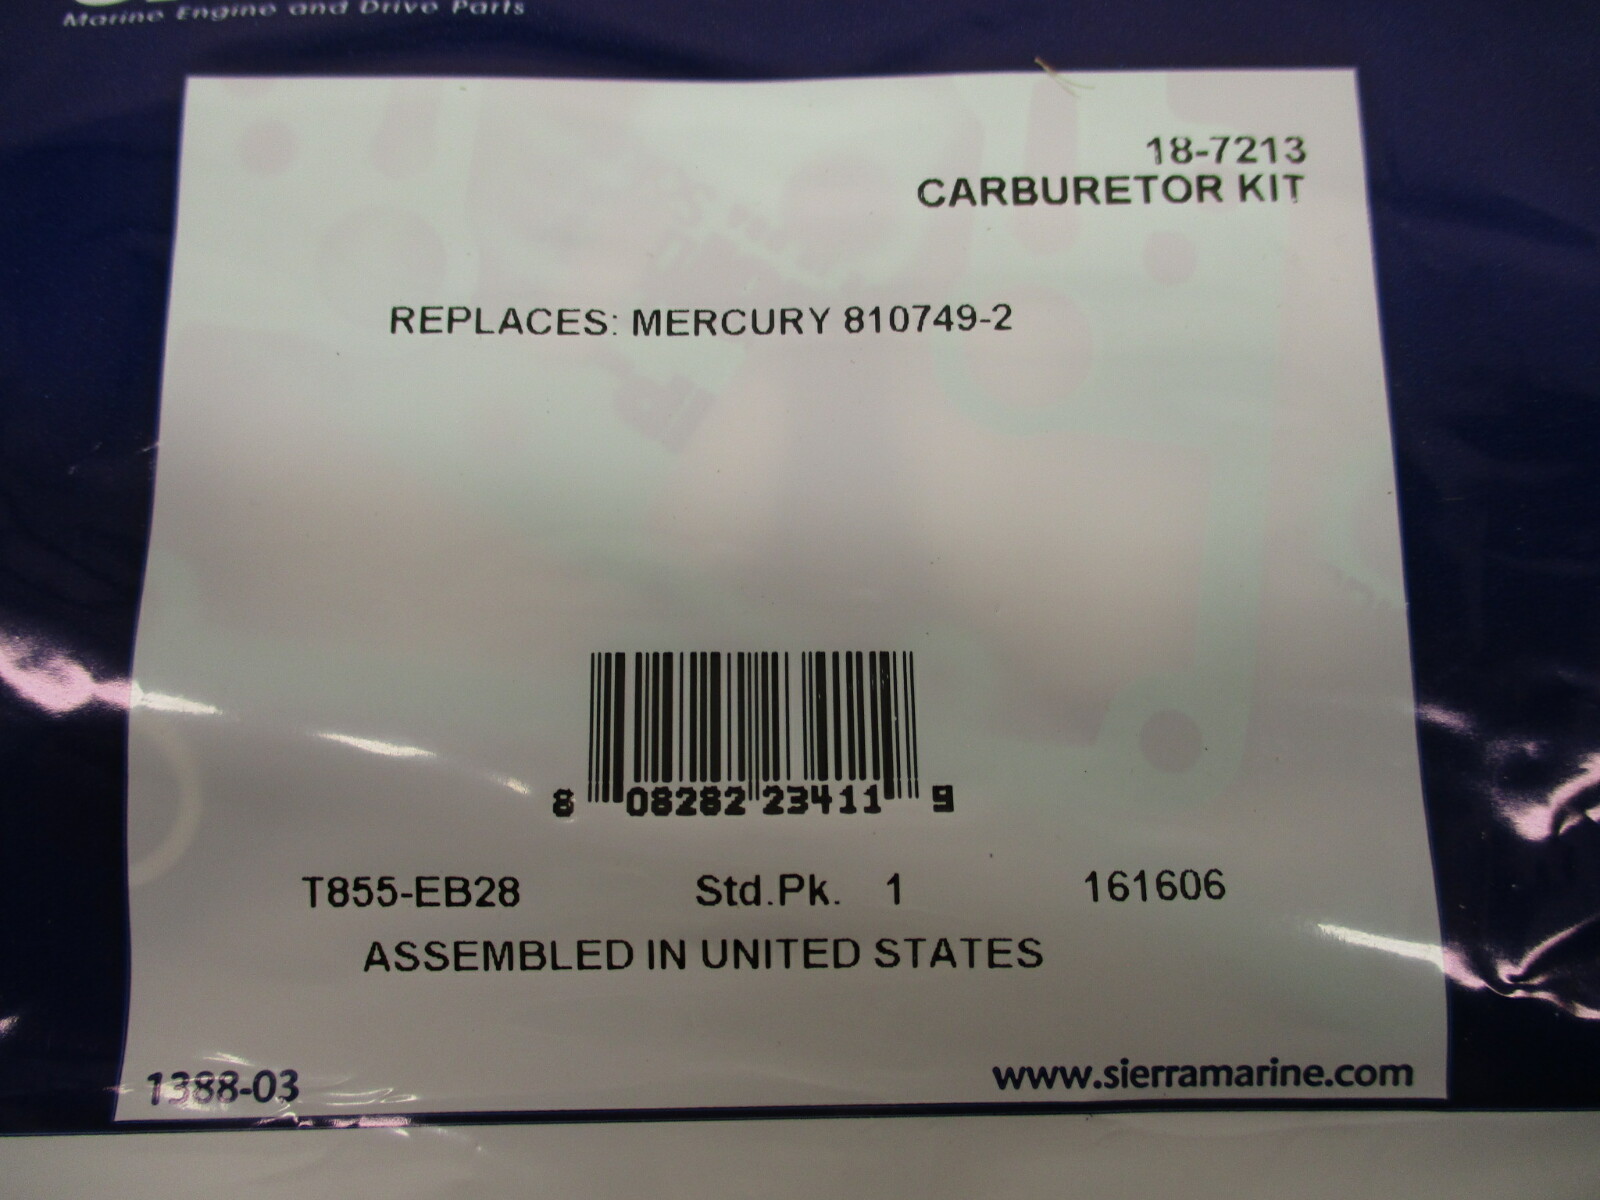 Marine Engine and Drive Parts
18-7213
CARBURETOR KIT
REPLACES: MERCURY 810749-2
8 08282 23411 9
T855-EB28 Std.Pk. 1 161606
ASSEMBLED IN UNITED STATES
1388-03 www.sierramarine.com